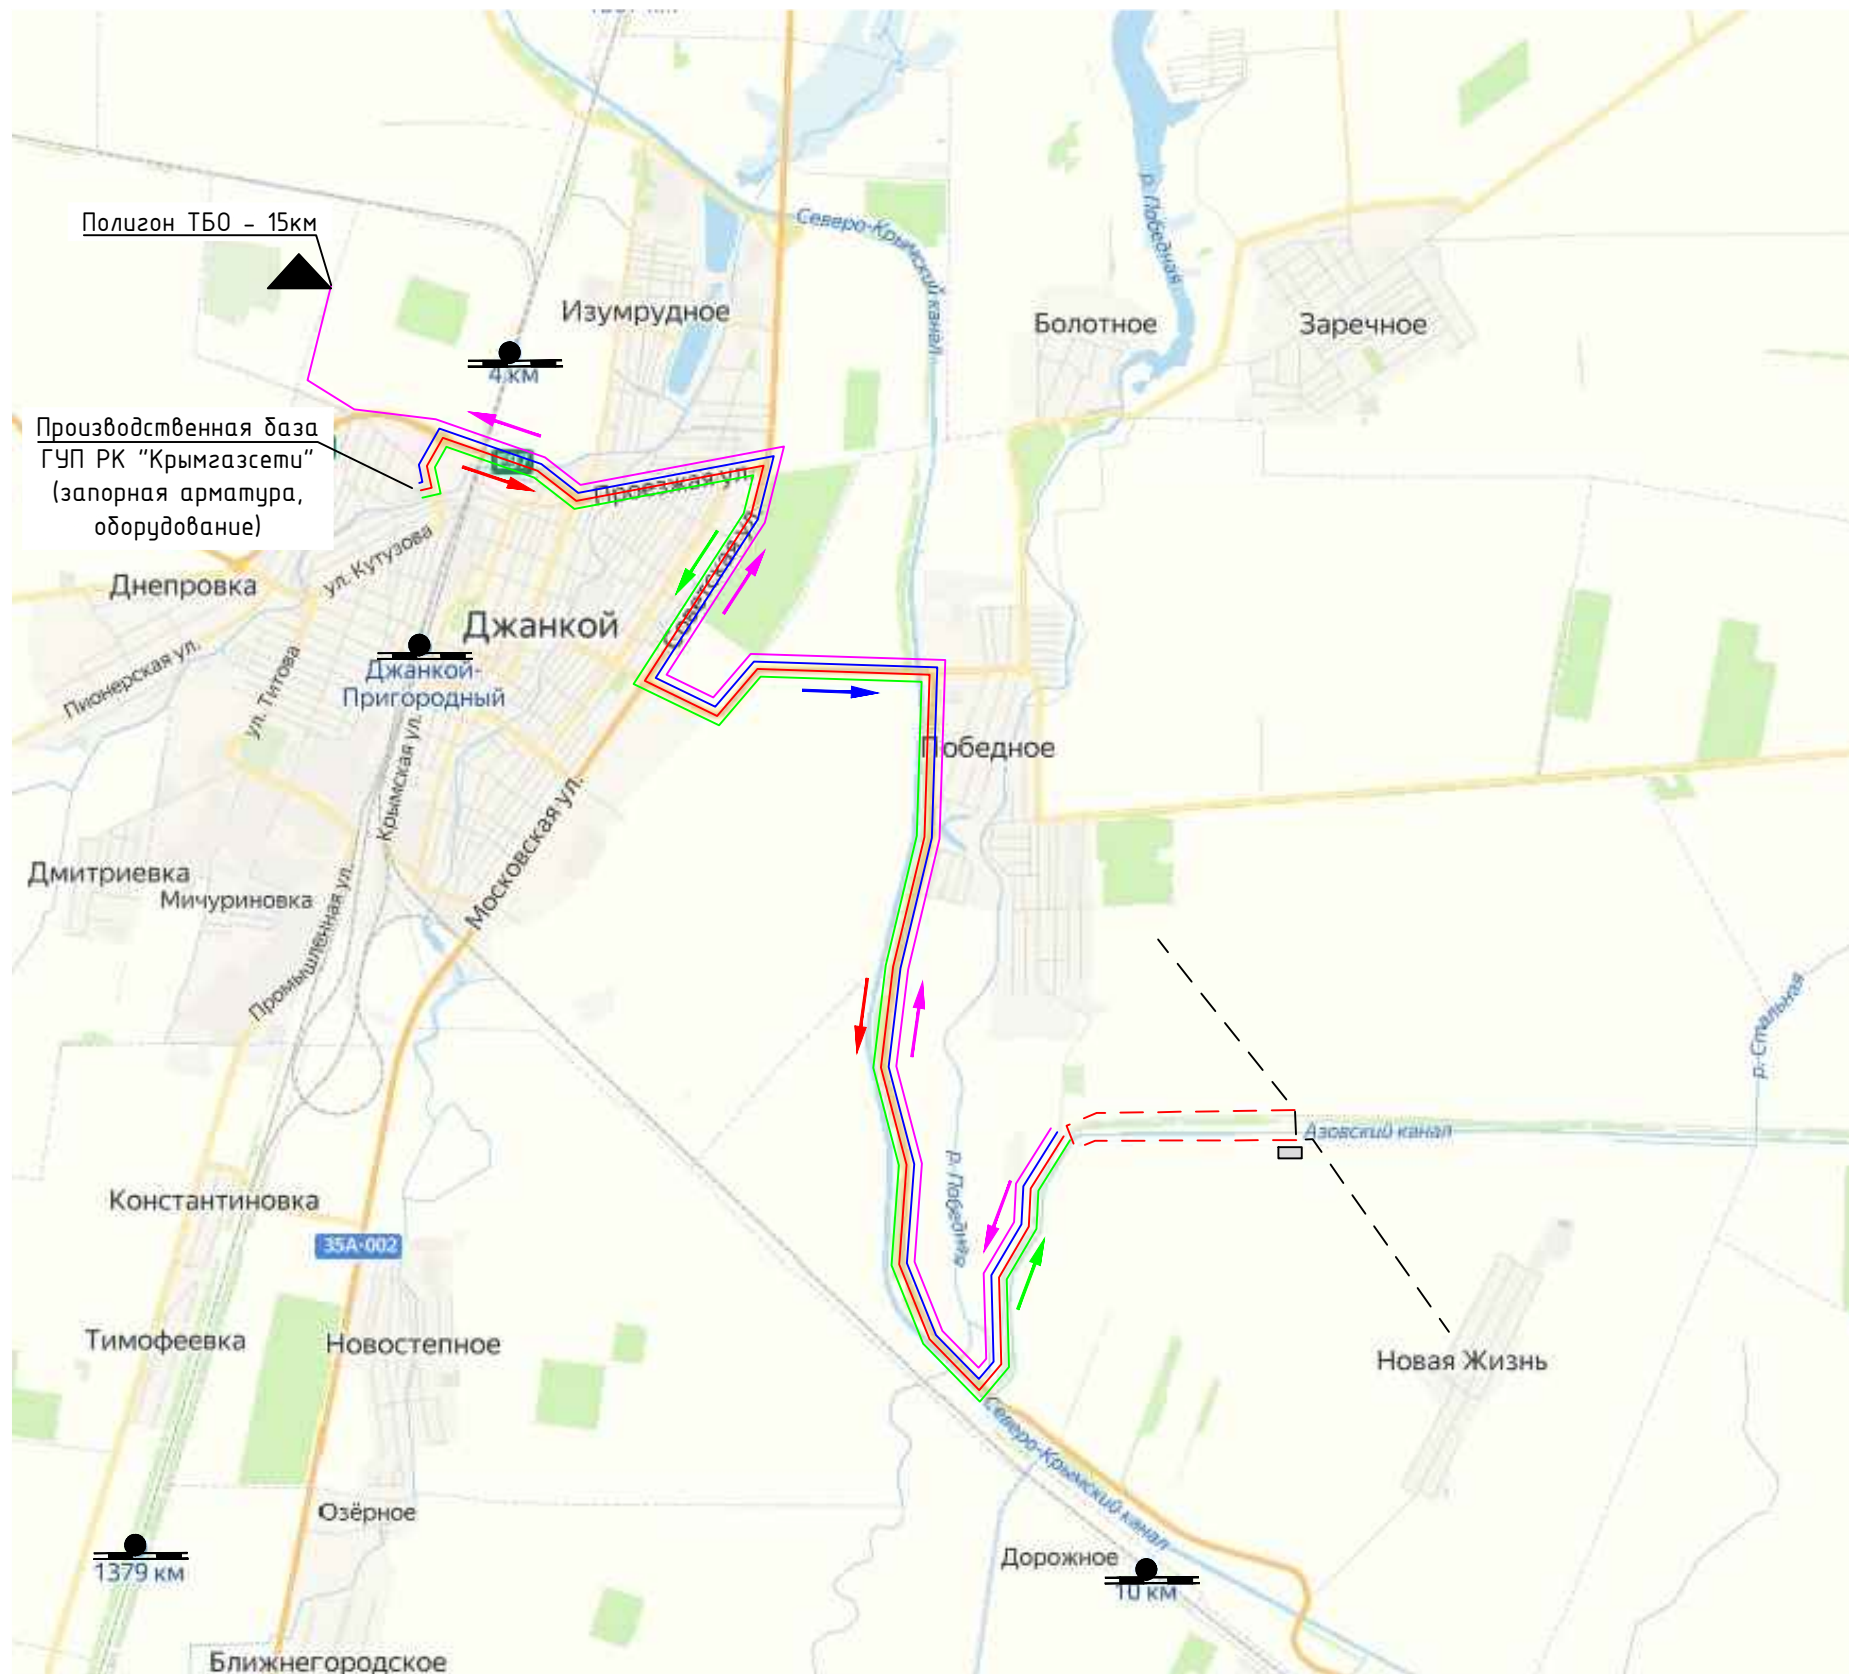 Полигон ТБО - 15км
Северо-Крымский канал
р. Победная
Изумрудное
Болотное
Заречное
4 км
Производственная база
ГУП РК "Крымгазсети"
(запорная арматура,
оборудование)
Проезжая ул.
Советская ул.
ул. Кутузова
Днепровка
Джанкой
Пионерская ул.
ул. Титова
Джанкой-
Пригородный
Крымская ул.
Победное
Московская ул.
Дмитриевка
Мичуриновка
Промышленная ул.
р. Стальная
Азовский канал
р. Победная
Константиновка
35А-002
Тимофеевка
Новостепное
Новая Жизнь
Северо-Крымский канал
Озёрное
Дорожное
1379 км
10 км
Ближнегородское